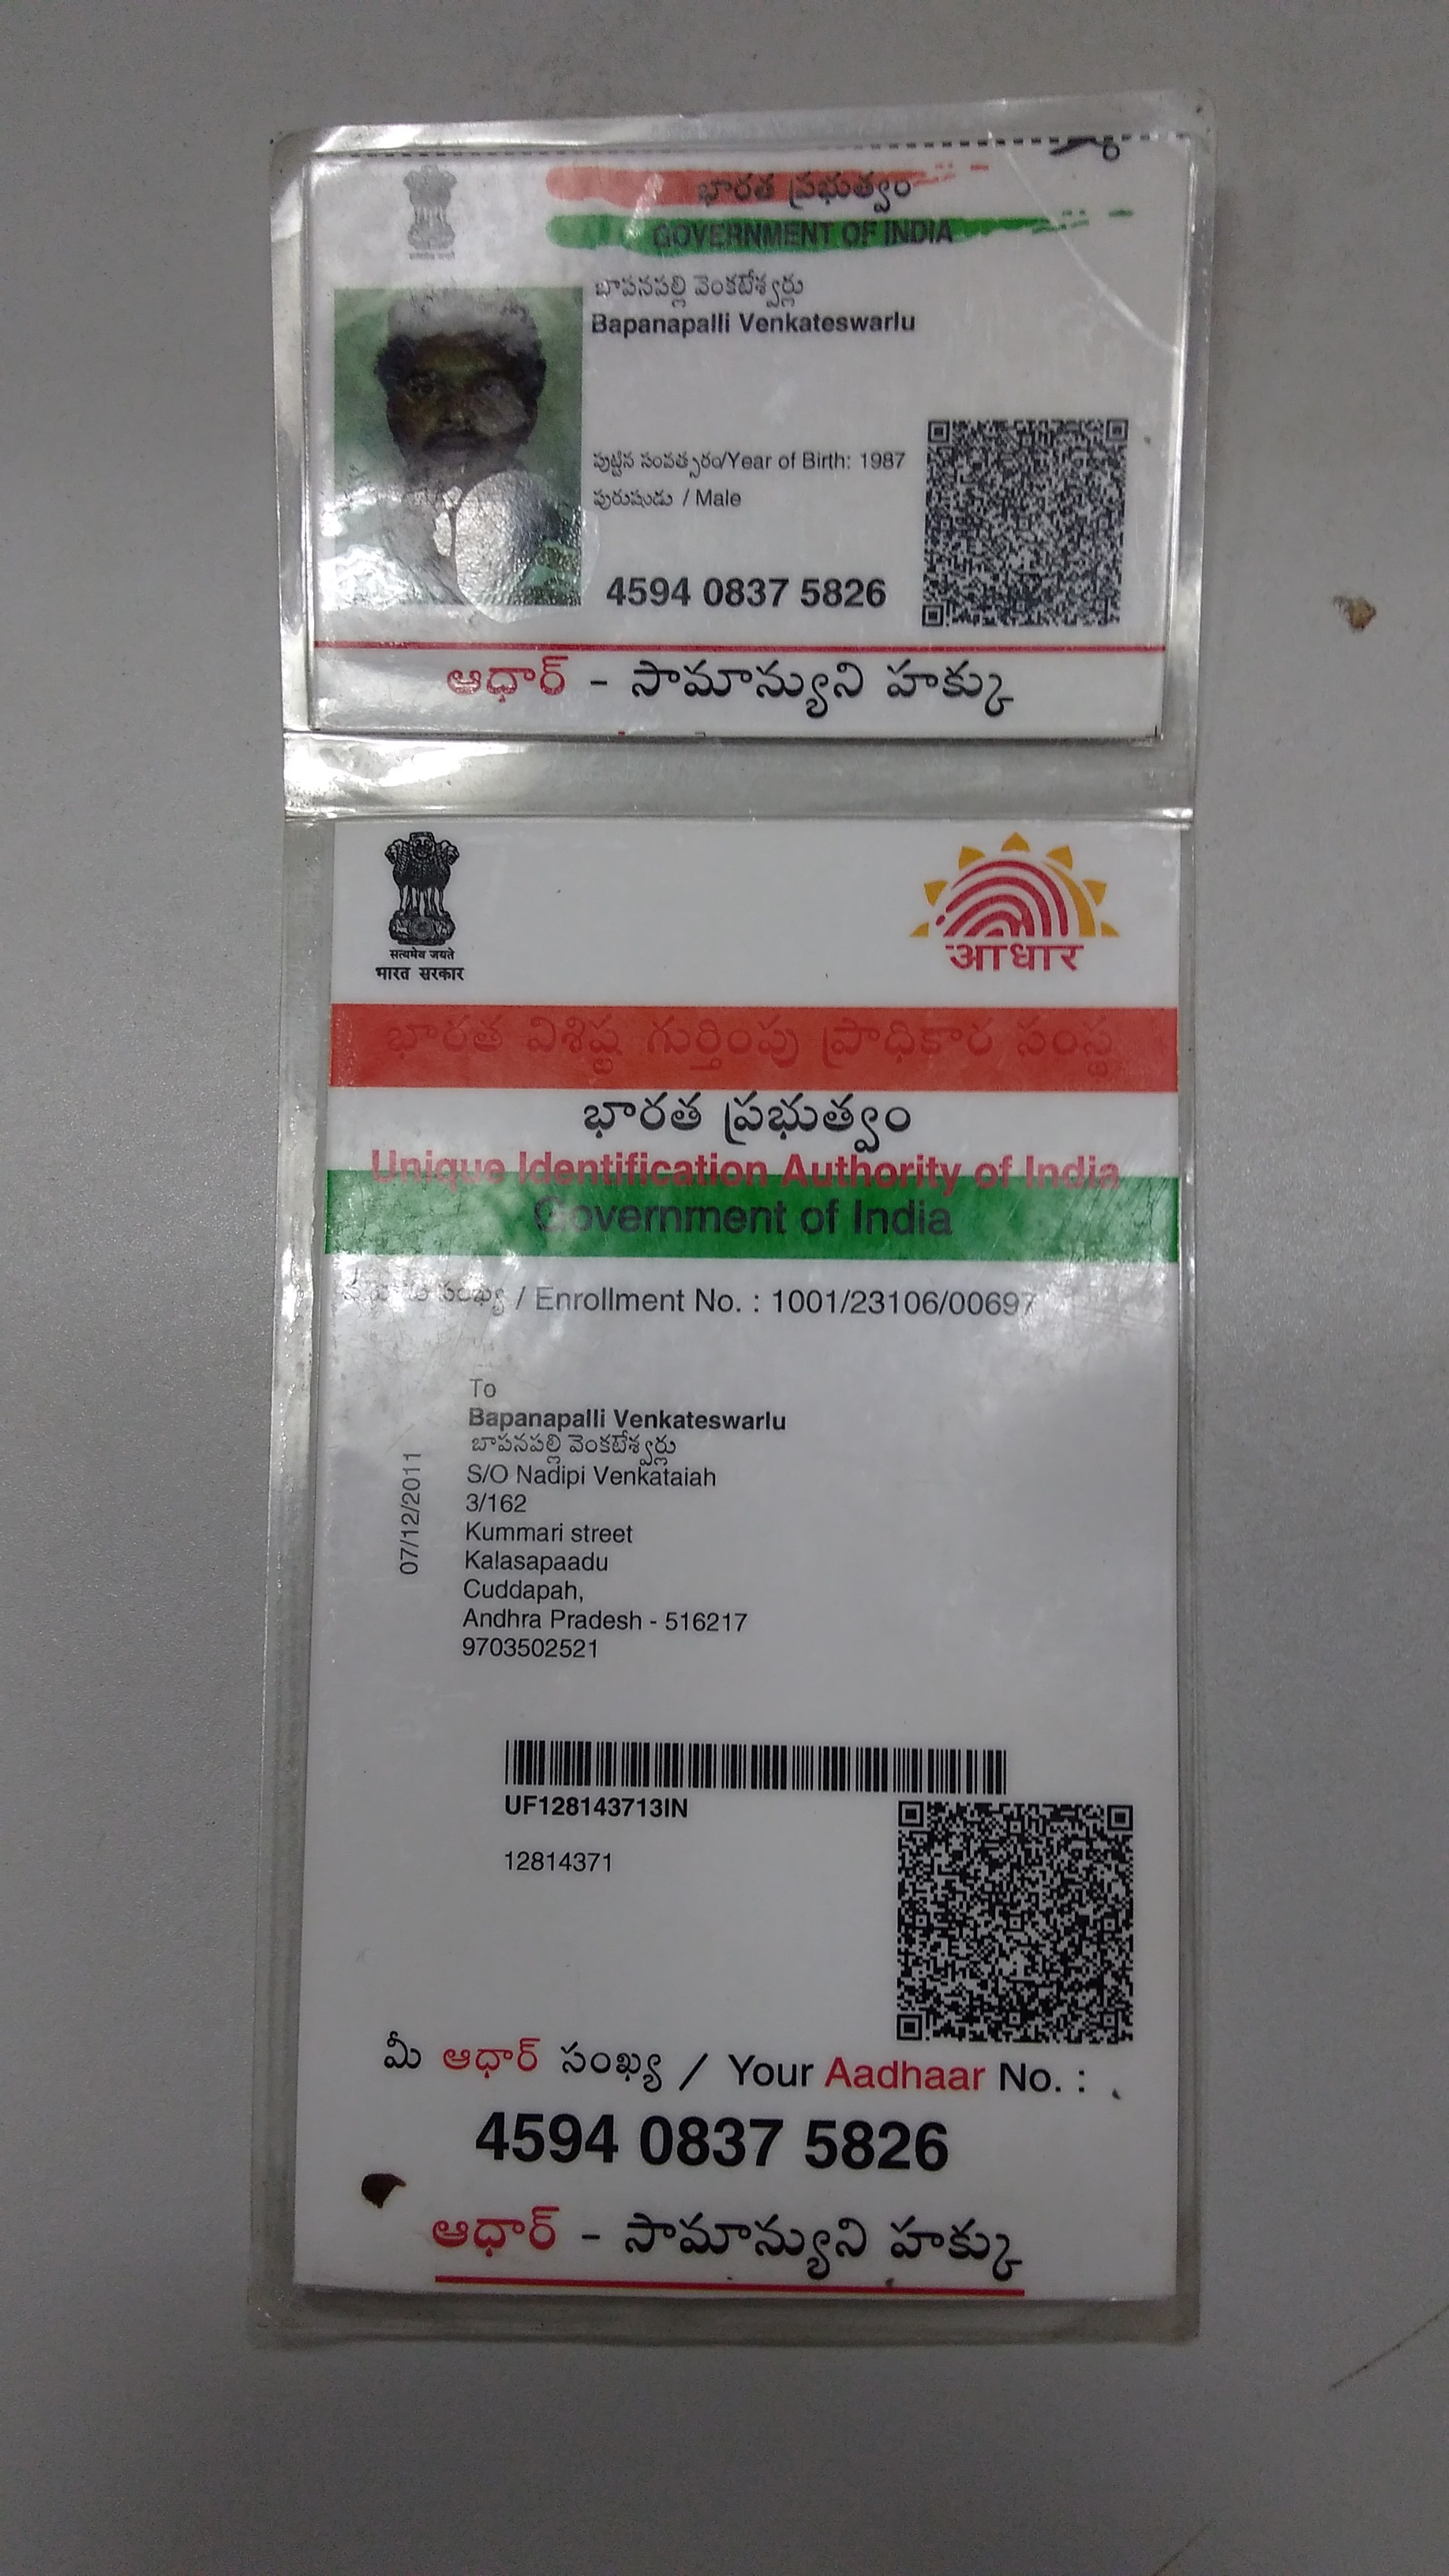 భారత ప్రభుత్వం
GOVERNMENT OF INDIA
బాపనపల్లి వెంకటేశ్వర్లు
Bapanapalli Venkateswarlu
పుట్టిన సంవత్సరం/Year of Birth: 1987
పురుషుడు / Male
4594 0837 5826
ఆధార్ - సామాన్యుని హక్కు
सत्यमेव जयते
भारत सरकार
आधार
భారత విశిష్ట గుర్తింపు ప్రాధికార సంస్థ
భారత ప్రభుత్వం
Unique Identification Authority of India
Government of India
సంఖ్య / Enrollment No. : 1001/23106/00697
To
Bapanapalli Venkateswarlu
బాపనపల్లి వెంకటేశ్వర్లు
S/O Nadipi Venkataiah
3/162
Kummari street
Kalasapaadu
Cuddapah,
Andhra Pradesh - 516217
9703502521
07/12/2011
UF128143713IN
12814371
మీ ఆధార్ సంఖ్య / Your Aadhaar No. :
4594 0837 5826
ఆధార్ - సామాన్యుని హక్కు